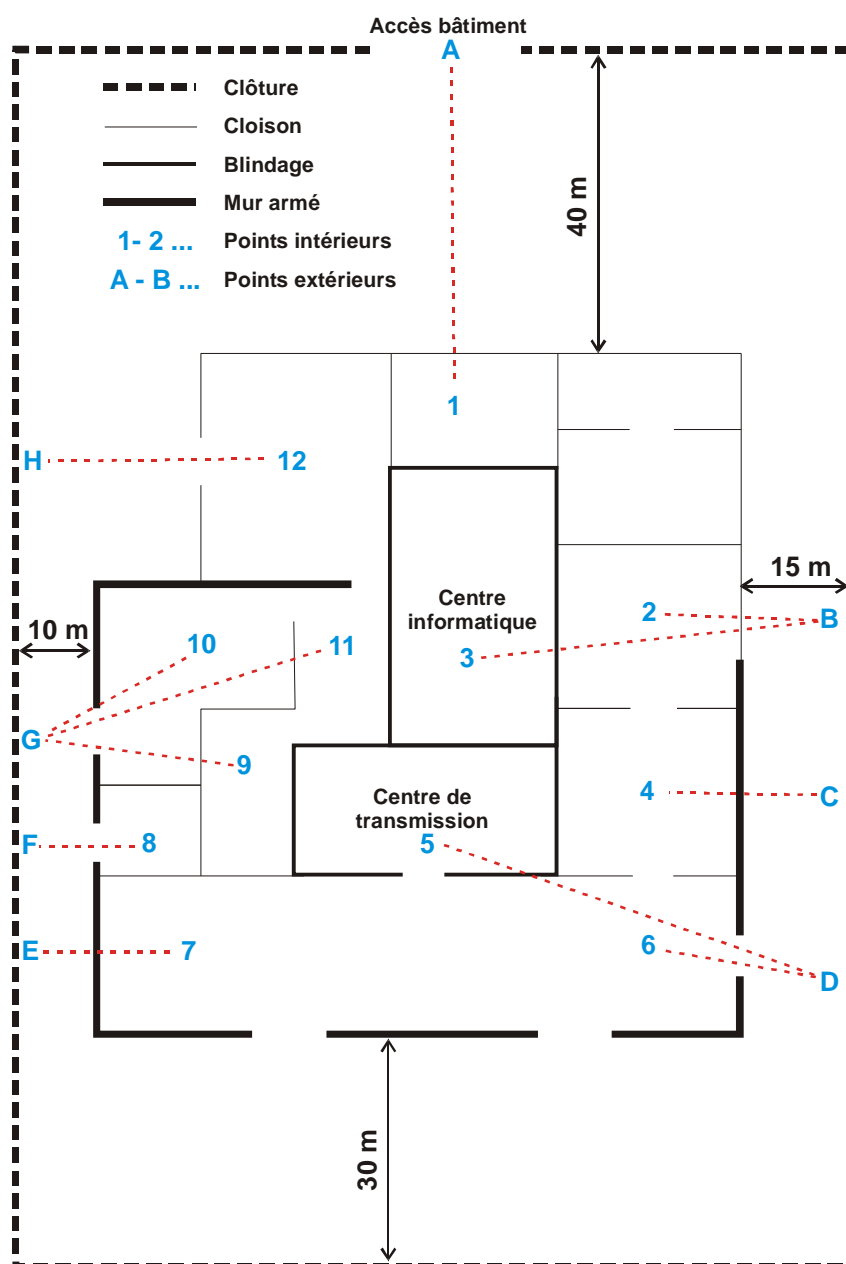 Accès bâtiment
A
Clôture
Cloison
Blindage
Mur armé
1- 2 ... Points intérieurs
A - B ... Points extérieurs
40 m
1
H
12
15 m
Centre
informatique
2
B
10 m
10
11
3
G
9
Centre de
transmission
4
C
F
8
5
E
7
6
D
30 m